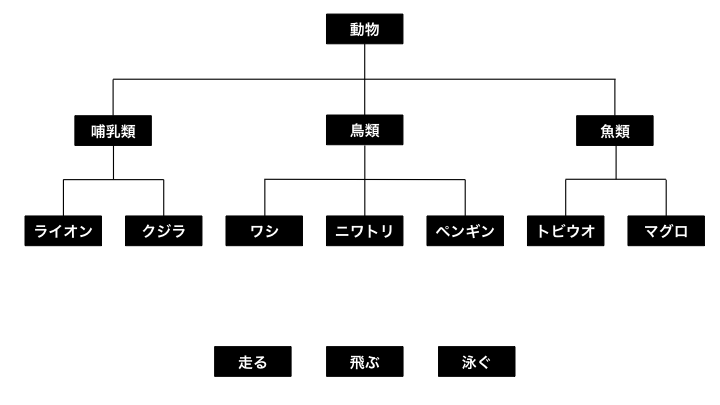 動物
哺乳類
鳥類
魚類
ライオン
クジラ
ワシ
ニワトリ
ペンギン
トビウオ
マグロ
走る
飛ぶ
泳ぐ